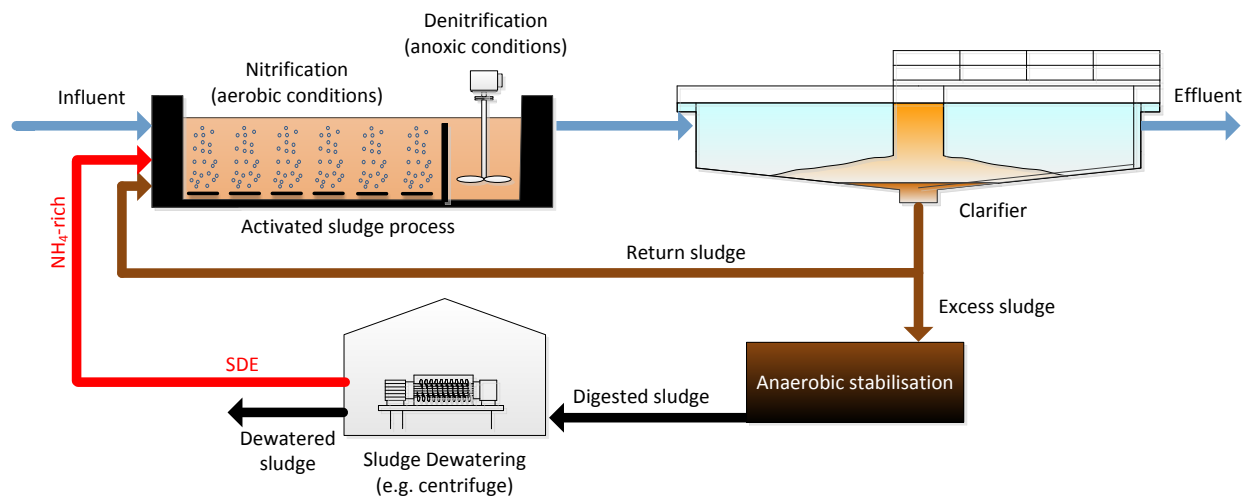 Denitrification
(anoxic conditions)
Nitrification
(aerobic conditions)
Influent
Effluent
Activated sludge process
Clarifier
NH₄-rich
Return sludge
Excess sludge
SDE
Anaerobic stabilisation
Digested sludge
Dewatered
sludge
Sludge Dewatering
(e.g. centrifuge)